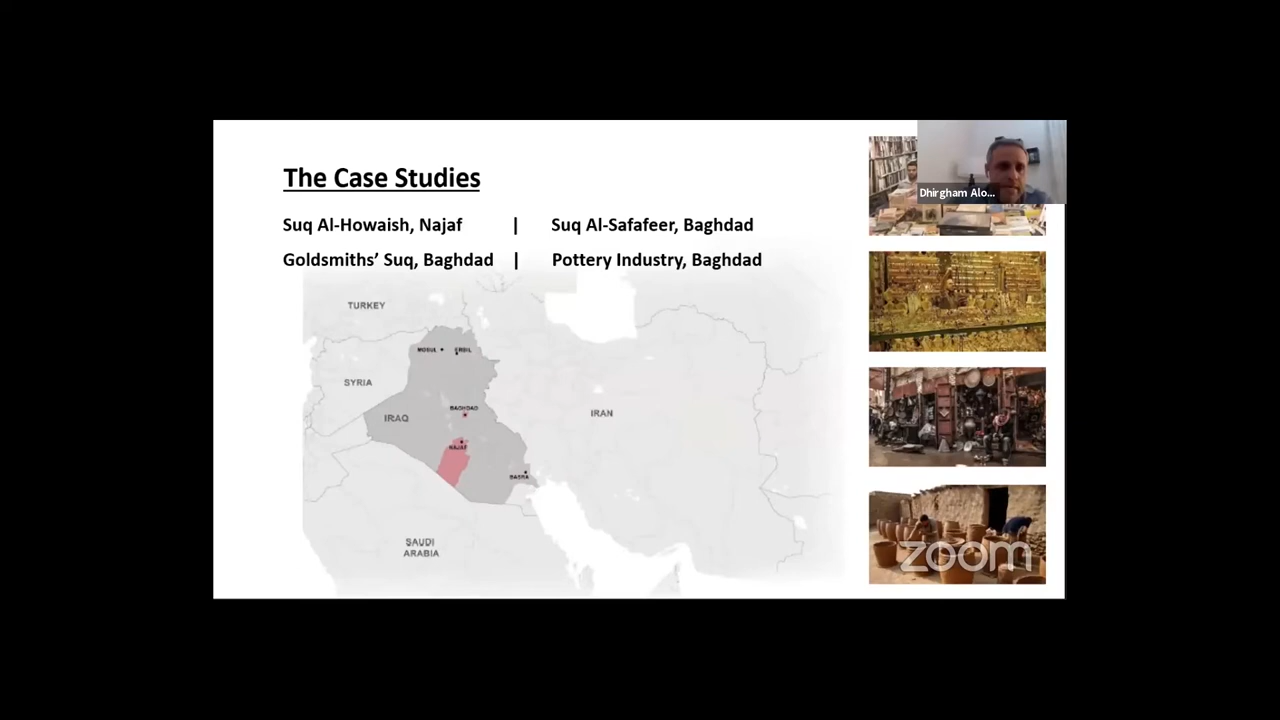 The Case Studies
Suq Al-Howaish, Najaf | Suq Al-Safafeer, Baghdad
Goldsmiths’ Suq, Baghdad | Pottery Industry, Baghdad
Dhirgham Alo...
TURKEY
MOSUL ERBIL
SYRIA
BAGHDAD
IRAQ
IRAN
NAJAF
BASRA
SAUDI
ARABIA
zoom